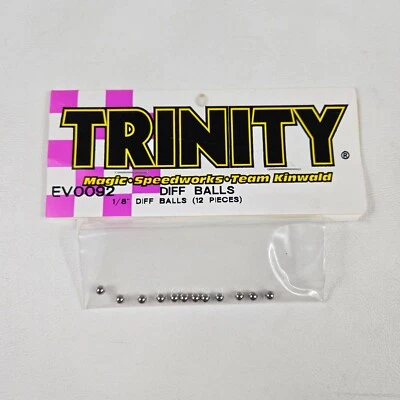 TRINITY®
Magic•Speedworks•Team Kinwald
EV0092 DIFF BALLS
1/8" DIFF BALLS (12 PIECES)